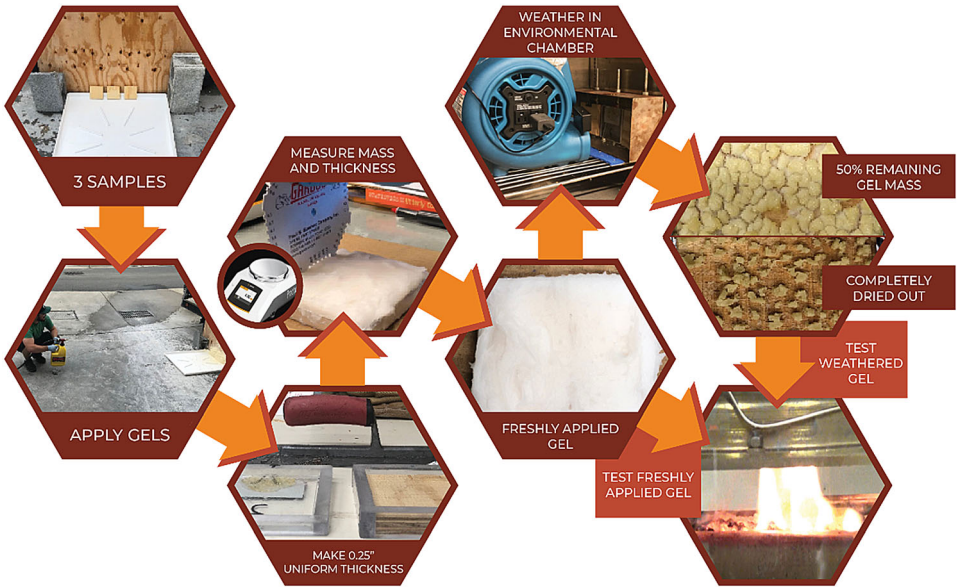 3 SAMPLES
APPLY GELS
MAKE 0.25"
UNIFORM THICKNESS
MEASURE MASS
AND THICKNESS
FRESHLY APPLIED
GEL
WEATHER IN
ENVIRONMENTAL
CHAMBER
50% REMAINING
GEL MASS
COMPLETELY
DRIED OUT
TEST
WEATHERED
GEL
TEST FRESHLY
APPLIED GEL